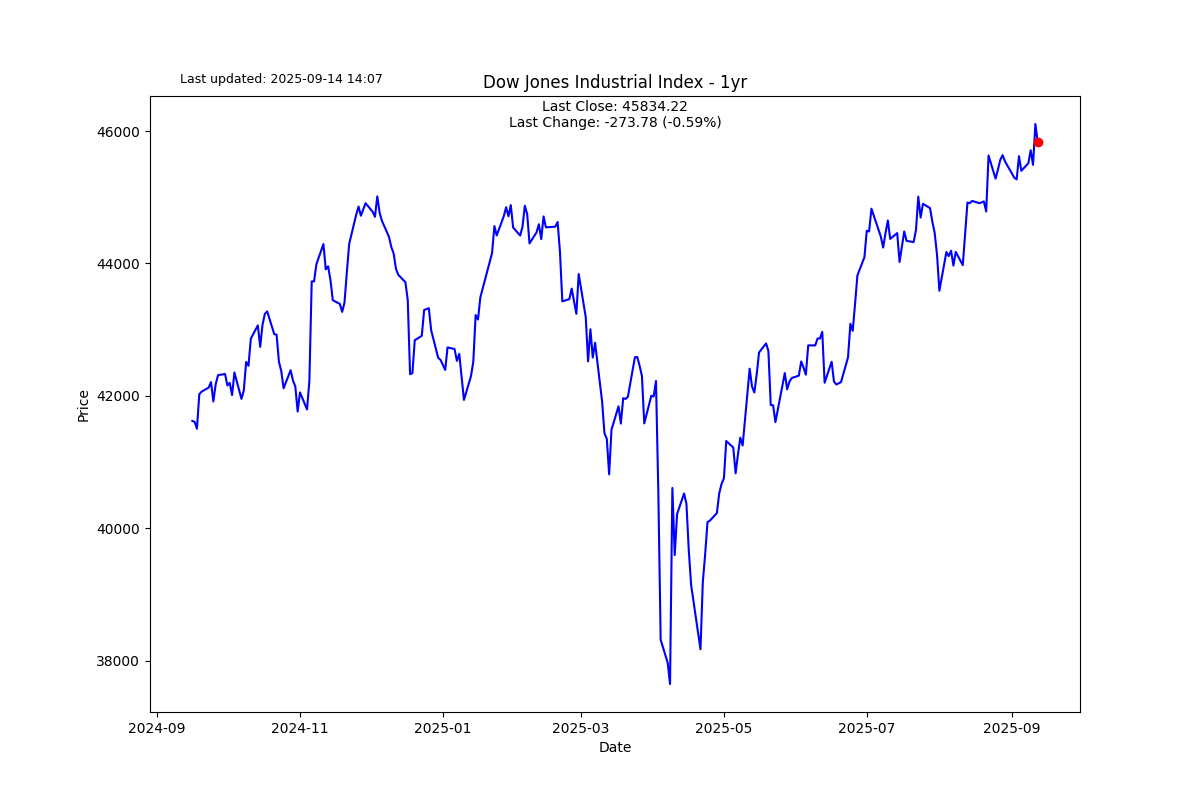 Last updated: 2025-09-14 14:07
Dow Jones Industrial Index - 1yr
Last Close: 45834.22
Last Change: -273.78 (-0.59%)
46000
44000
42000
40000
38000
Price
2024-09 2024-11 2025-01 2025-03 2025-05 2025-07 2025-09
Date